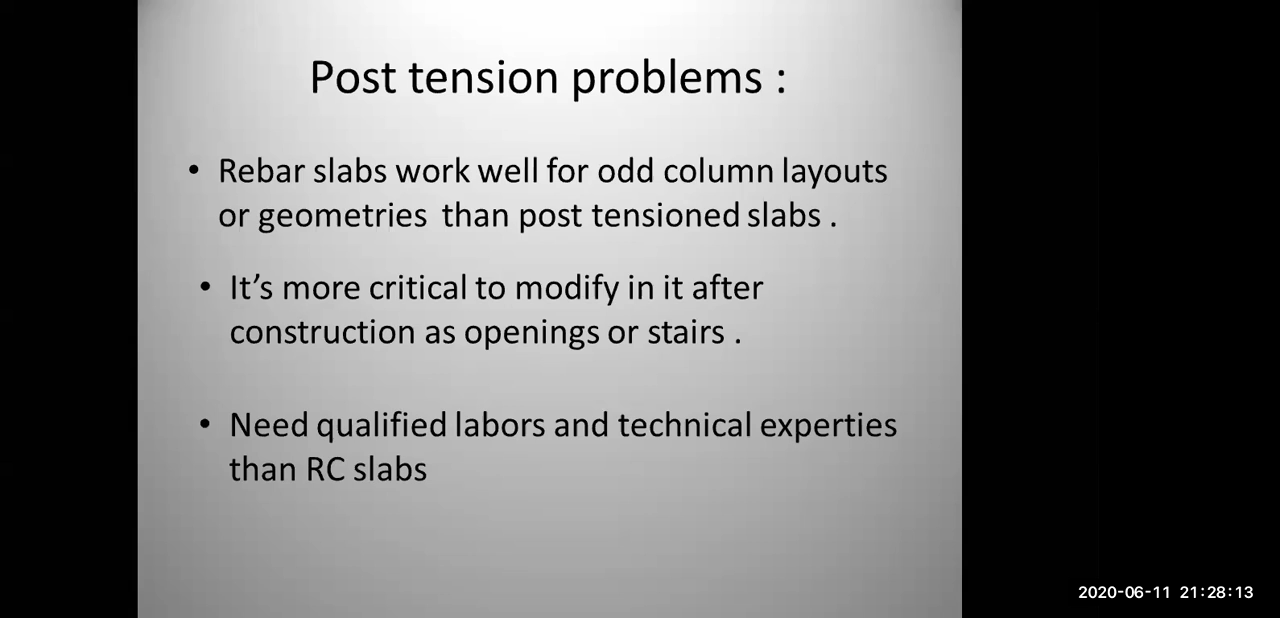 Post tension problems :
• Rebar slabs work well for odd column layouts
or geometries than post tensioned slabs .
• It's more critical to modify in it after
construction as openings or stairs .
• Need qualified labors and technical experties
than RC slabs
2020-06-11 21:28:13